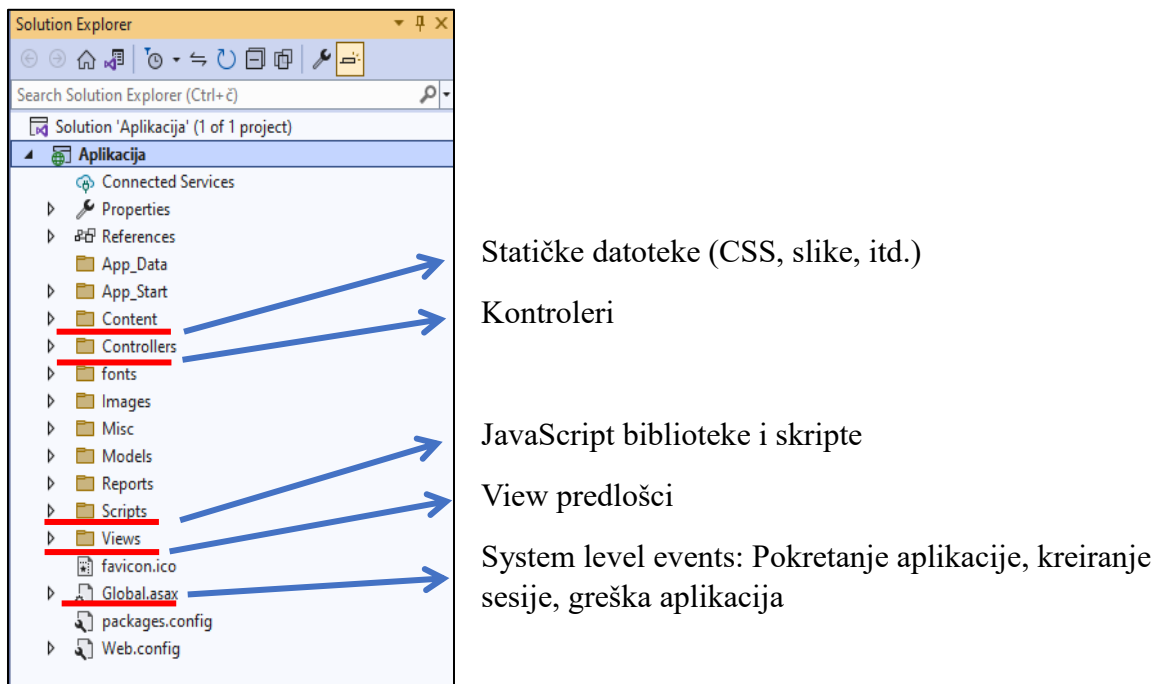 Solution Explorer
Search Solution Explorer (Ctrl+č)
Solution 'Aplikacija' (1 of 1 project)
Aplikacija
Connected Services
Properties
References
App_Data
App_Start
Content
Controllers
fonts
Images
Misc
Models
Reports
Scripts
Views
favicon.ico
Global.asax
packages.config
Web.config
Statičke datoteke (CSS, slike, itd.)
Kontroleri
JavaScript biblioteke i skripte
View predlošci
System level events: Pokretanje aplikacije, kreiranje
sesije, greška aplikacija